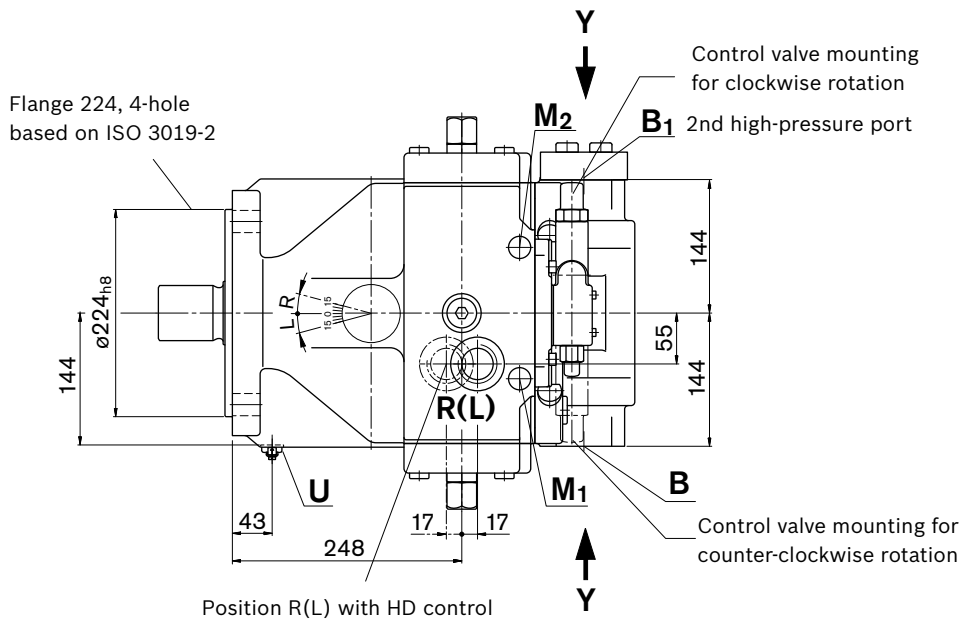 Y
Control valve mounting
for clockwise rotation
Flange 224, 4-hole
based on ISO 3019-2
M2
B1 2nd high-pressure port
144
ø224h8
144
L R
15 0 15
55
144
R(L)
U
M1
B
43
17
17
248
Control valve mounting for
counter-clockwise rotation
Y
Position R(L) with HD control